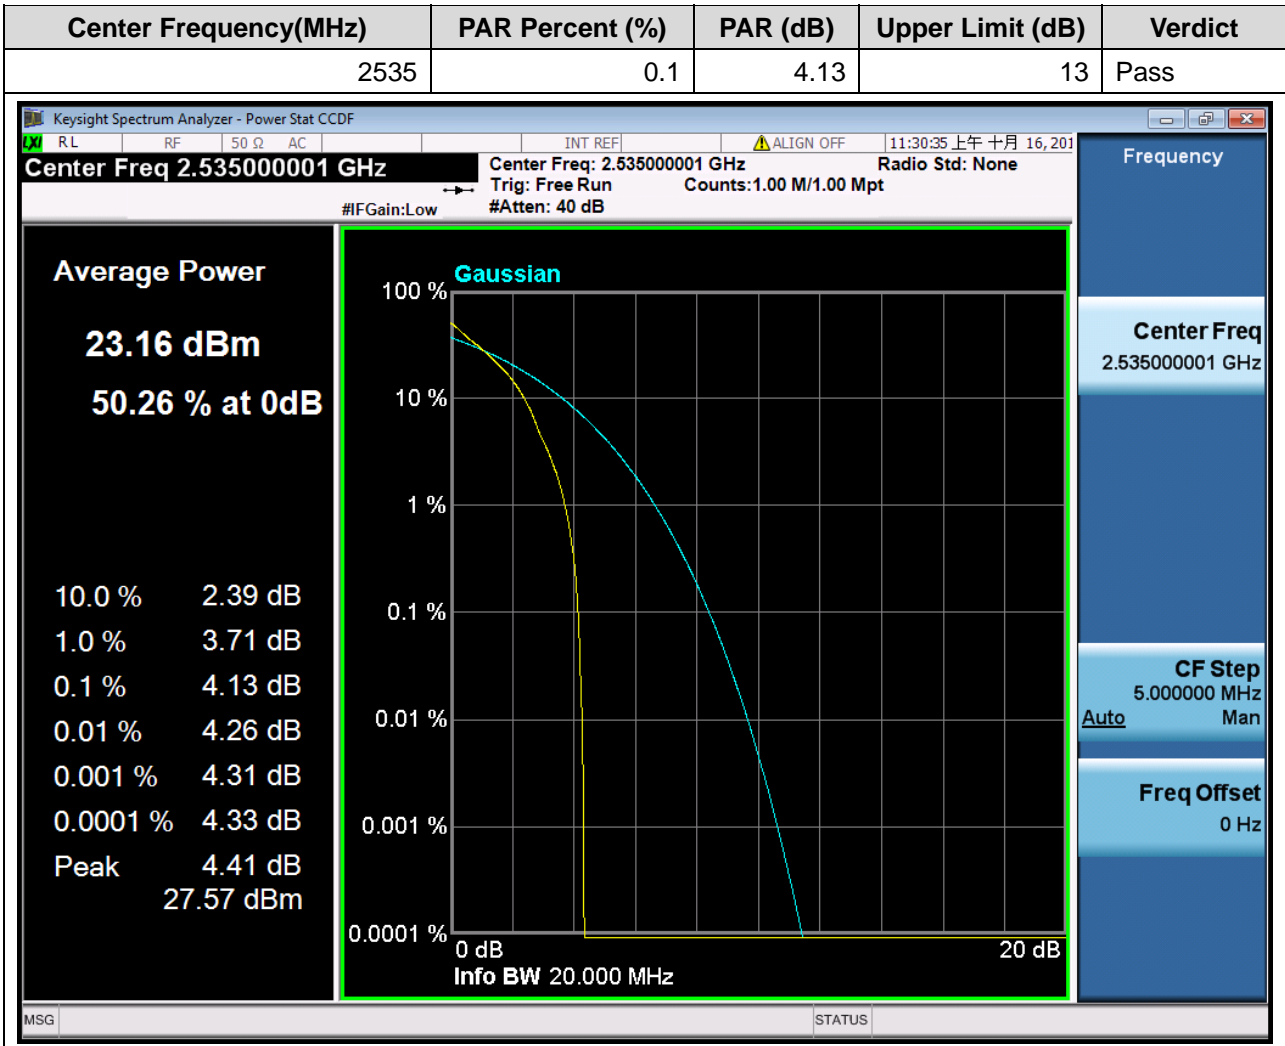 Center Frequency(MHz) PAR Percent (%) PAR (dB) Upper Limit (dB) Verdict
2535 0.1 4.13 13 Pass
Keysight Spectrum Analyzer - Power Stat CCDF
LXI RL RF 50 Ω AC INT REF ALIGN OFF 11:30:35 上午 十月 16, 201
Center Freq 2.535000001 GHz
Center Freq: 2.535000001 GHz Radio Std: None
Trig: Free Run Counts:1.00 M/1.00 Mpt
#IFGain:Low #Atten: 40 dB
Average Power
23.16 dBm
50.26 % at 0dB
10.0 % 2.39 dB
1.0 % 3.71 dB
0.1 % 4.13 dB
0.01 % 4.26 dB
0.001 % 4.31 dB
0.0001 % 4.33 dB
Peak 4.41 dB
27.57 dBm
Gaussian
100 %
10 %
1 %
0.1 %
0.01 %
0.001 %
0.0001 %
0 dB 20 dB
Info BW 20.000 MHz
Frequency
Center Freq
2.535000001 GHz
CF Step
5.000000 MHz
Auto Man
Freq Offset
0 Hz
MSG STATUS